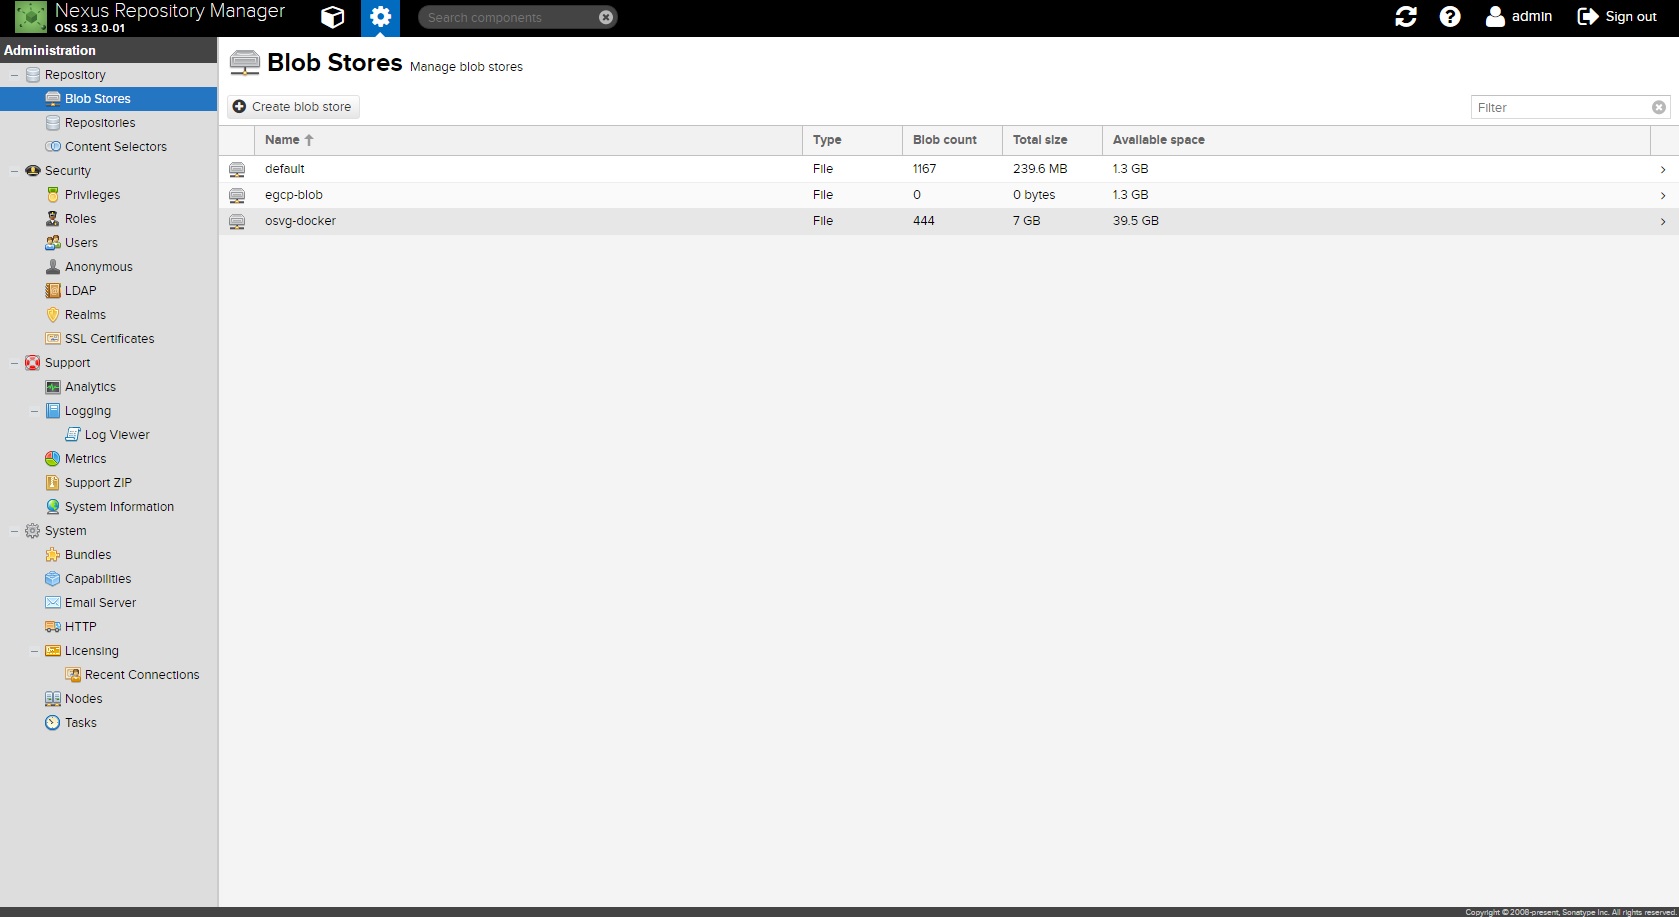 Nexus Repository Manager
OSS 3.3.0-01
Search components
admin
Sign out
Administration
Repository
Blob Stores
Repositories
Content Selectors
Security
Privileges
Roles
Users
Anonymous
LDAP
Realms
SSL Certificates
Support
Analytics
Logging
Log Viewer
Metrics
Support ZIP
System Information
System
Bundles
Capabilities
Email Server
HTTP
Licensing
Recent Connections
Nodes
Tasks
Blob Stores Manage blob stores
Create blob store
Filter
Name Type Blob count Total size Available space
default File 1167 239.6 MB 1.3 GB
egcp-blob File 0 0 bytes 1.3 GB
osvg-docker File 444 7 GB 39.5 GB
Copyright © 2008-present, Sonatype Inc. All rights reserved.